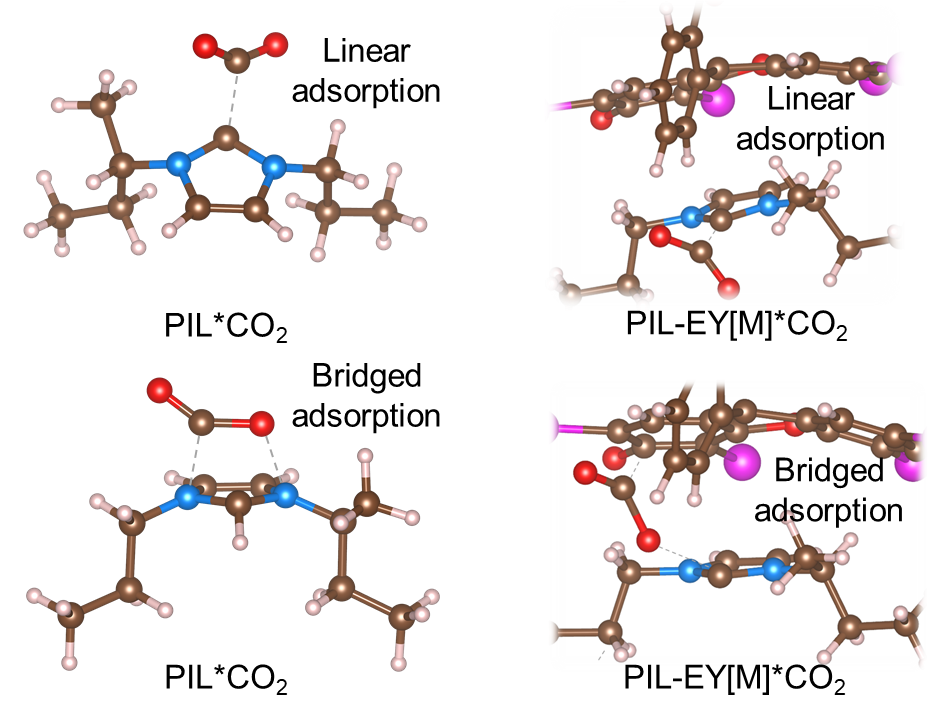 Linear
adsorption
PIL*CO₂
Linear
adsorption
PIL-EY[M]*CO₂
Bridged
adsorption
PIL*CO₂
Bridged
adsorption
PIL-EY[M]*CO₂